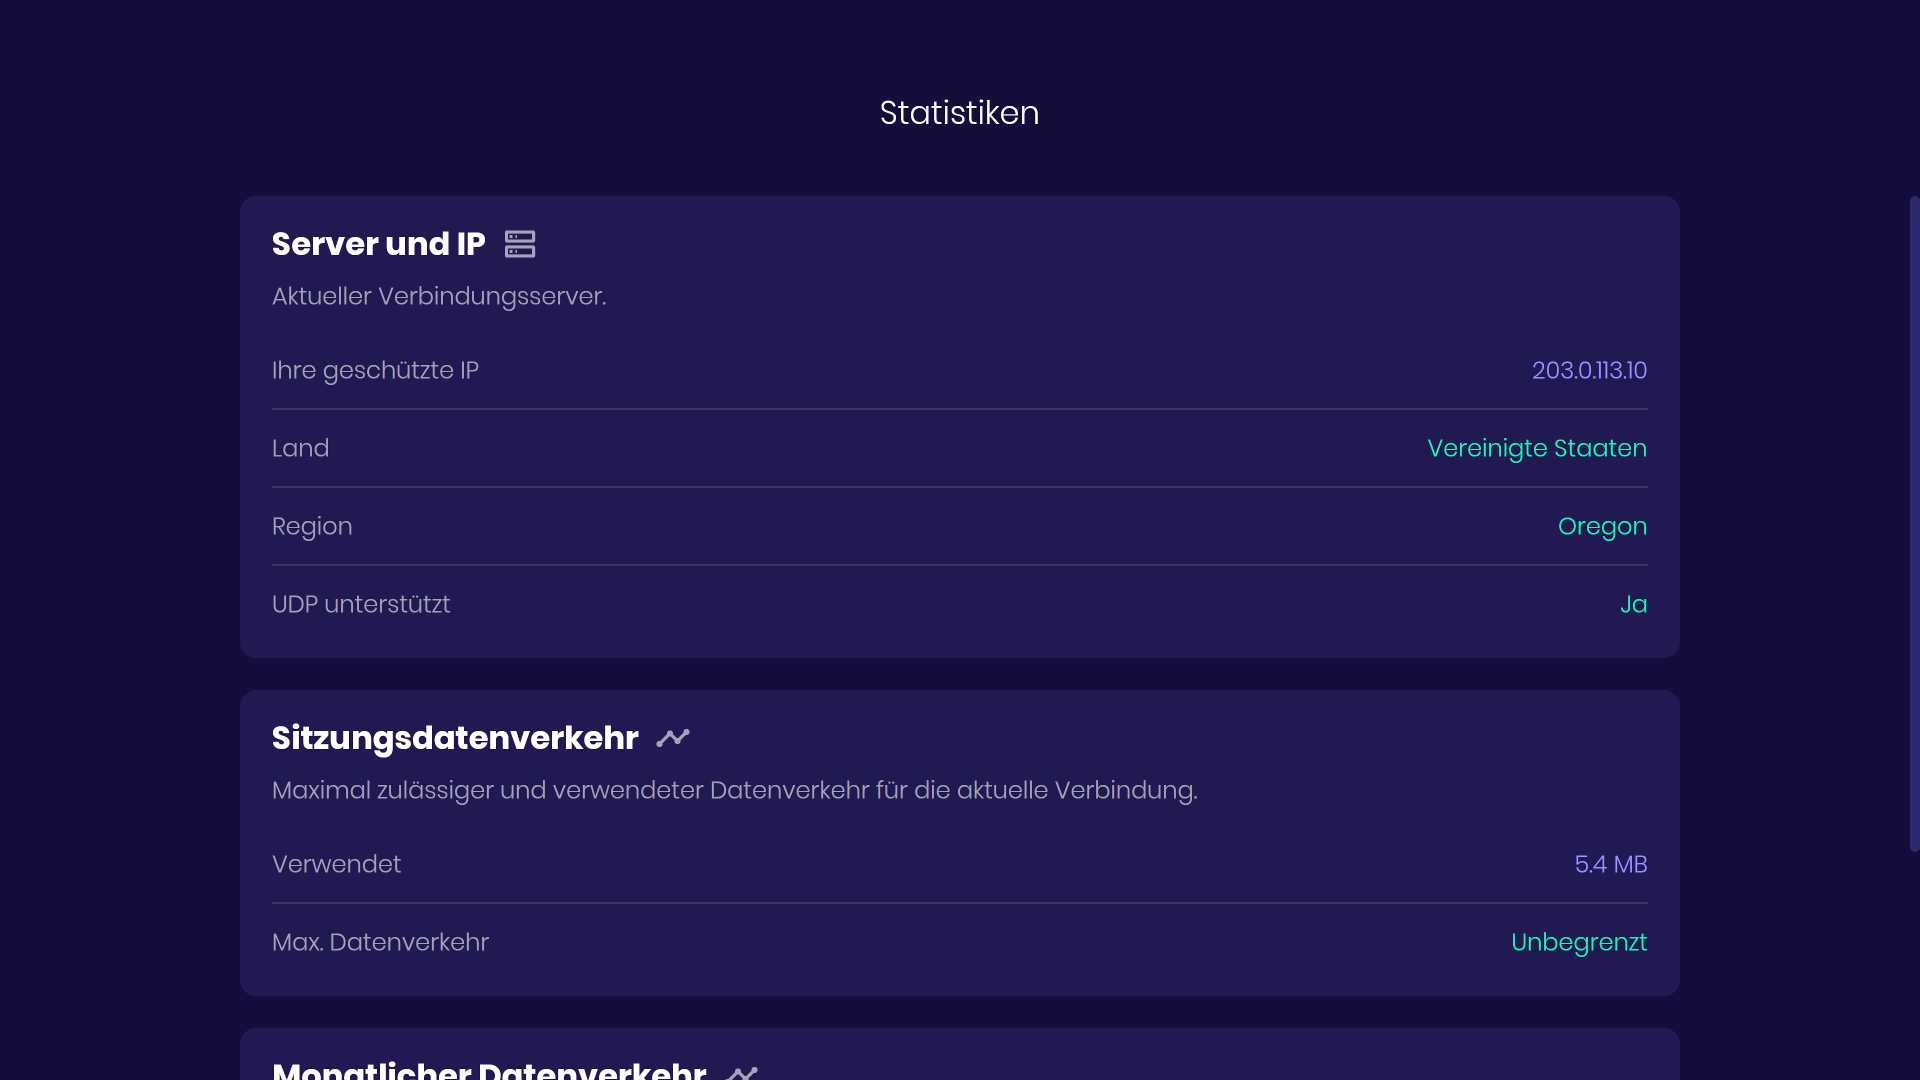 Statistiken
Server und IP
Aktueller Verbindungsserver.
Ihre geschützte IP
203.0.113.10
Land
Vereinigte Staaten
Region
Oregon
UDP unterstützt
Ja
Sitzungsdatenverkehr
Maximal zulässiger und verwendeter Datenverkehr für die aktuelle Verbindung.
Verwendet
5.4 MB
Max. Datenverkehr
Unbegrenzt
Monatlicher Datenverkehr